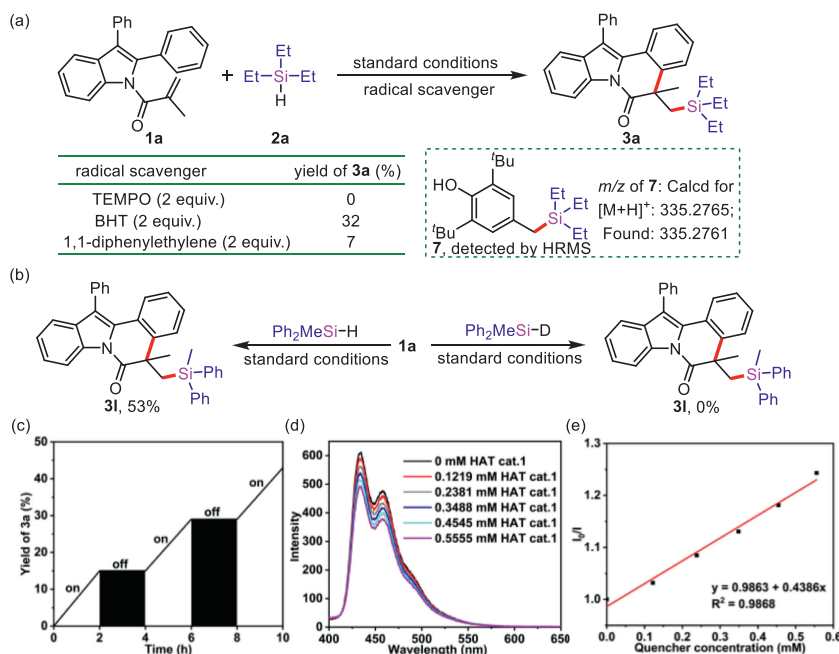 (a)
Ph
N
O
1a
+
Et Et
Si
Et
H
2a
standard conditions
radical scavenger
Ph
N
O
Me
Si
Et
Et
Et
3a
radical scavenger yield of 3a (%)
TEMPO (2 equiv.) 0
BHT (2 equiv.) 32
1,1-diphenylethylene (2 equiv.) 7
tBu
HO
tBu
Et
Si
Et
Et
7, detected by HRMS
m/z of 7: Calcd for
[M+H]+: 335.2765;
Found: 335.2761
(b)
Ph
N
O
Me
Me
Si
Ph
Ph
3l, 53%
Ph2MeSi-H
standard conditions
1a
Ph2MeSi-D
standard conditions
Ph
N
O
Me
Me
Si
Ph
Ph
3l, 0%
(c)
Yield of 3a (%)
50
40
30
20
10
0
on
off
on
off
on
0 2 4 6 8 10
Time (h)
(d)
Intensity
600
500
400
300
200
100
0
0 mM HAT cat.1
0.1219 mM HAT cat.1
0.2381 mM HAT cat.1
0.3488 mM HAT cat.1
0.4545 mM HAT cat.1
0.5555 mM HAT cat.1
400 450 500 550 600 650
Wavelength (nm)
(e)
I0/I
1.3
1.2
1.1
1.0
y = 0.9863 + 0.4386x
R2 = 0.9868
0.0 0.1 0.2 0.3 0.4 0.5 0.6
Quencher concentration (mM)